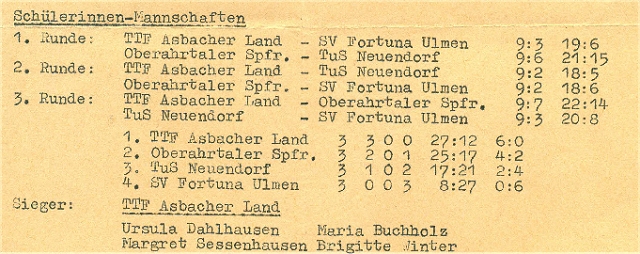 Schülerinnen-Mannschaften
1. Runde: TTF Asbacher Land - SV Fortuna Ulmen 9:3 19:6
Oberahrtaler Spfr. - TuS Neuendorf 9:6 21:15
2. Runde: TTF Asbacher Land - TuS Neuendorf 9:2 18:5
Oberahrtaler Spfr. - SV Fortuna Ulmen 9:2 18:6
3. Runde: TTF Asbacher Land - Oberahrtaler Spfr. 9:7 22:14
TuS Neuendorf - SV Fortuna Ulmen 9:3 20:8
1. TTF Asbacher Land 3 3 0 0 27:12 6:0
2. Oberahrtaler Spfr. 3 2 0 1 25:17 4:2
3. TuS Neuendorf 3 1 0 2 17:21 2:4
4. SV Fortuna Ulmen 3 0 0 3 8:27 0:6
Sieger: TTF Asbacher Land
Ursula Dahlhausen Maria Buchholz
Margret Sessenhausen Brigitte Winter